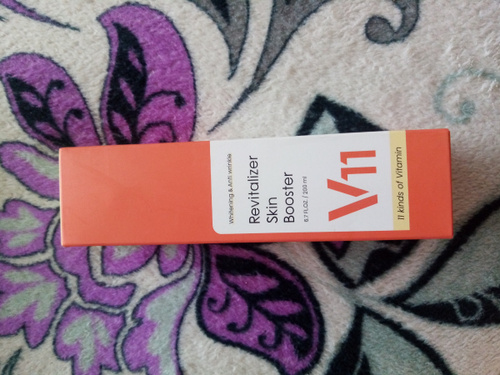 Whitening & Anti wrinkle
Revitalizer
Skin
Booster
6.7 FL.OZ / 200 ml
V11
11 kinds of Vitamin